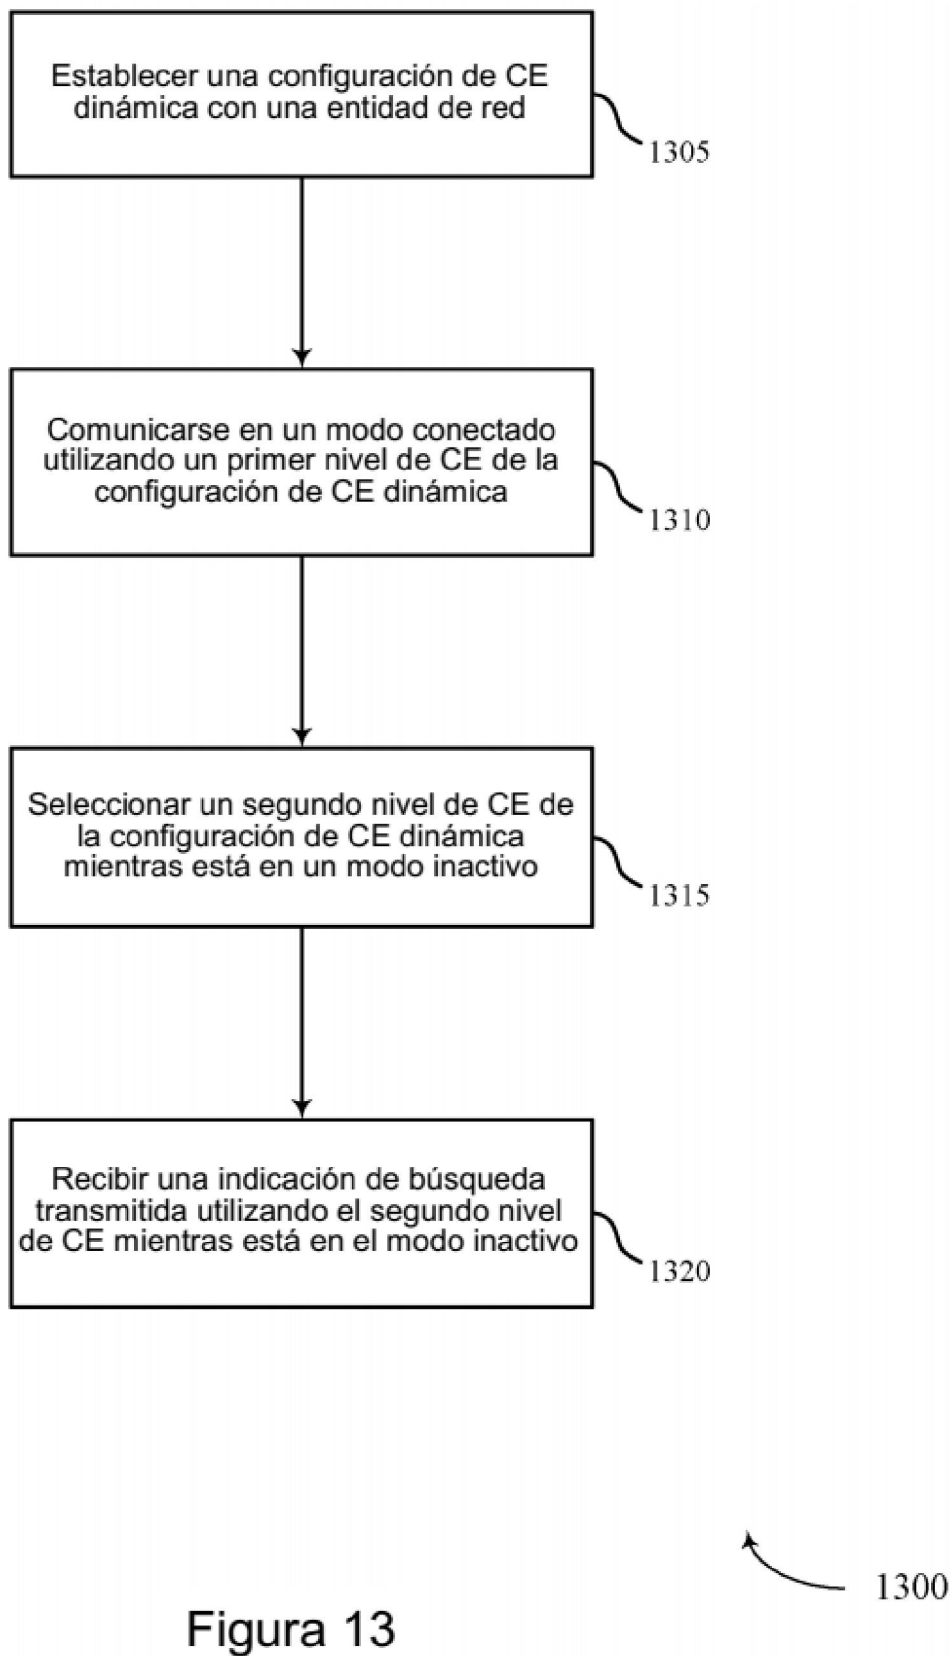 Establecer una configuración de CE
dinámica con una entidad de red
1305
Comunicarse en un modo conectado
utilizando un primer nivel de CE de la
configuración de CE dinámica
1310
Seleccionar un segundo nivel de CE de
la configuración de CE dinámica
mientras está en un modo inactivo
1315
Recibir una indicación de búsqueda
transmitida utilizando el segundo nivel
de CE mientras está en el modo inactivo
1320
1300
Figura 13